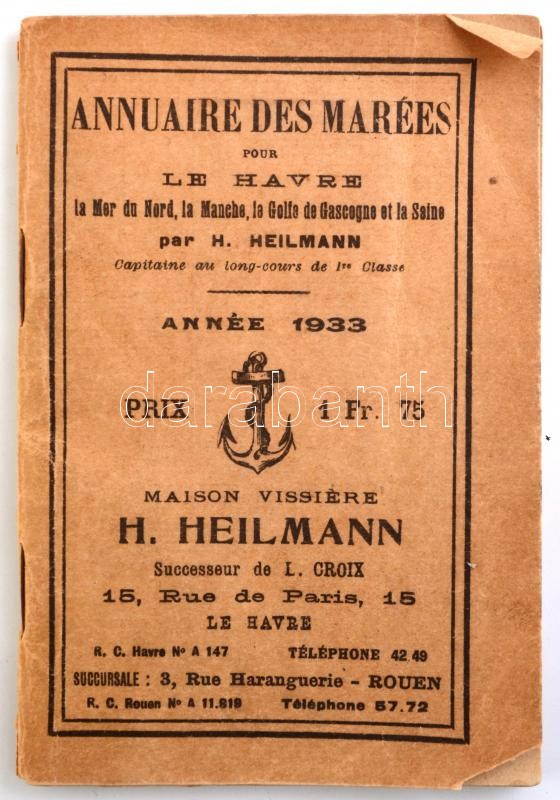 ANNUAIRE DES MARÉES
POUR
LE HAVRE
la Mer du Nord, la Manche, le Golfe de Gascogne et la Seine
par H. HEILMANN
Capitaine au long-cours de 1re Classe
ANNÉE 1933
PRIX 1 Fr. 75
darabanth
MAISON VISSIÈRE
H. HEILMANN
Successeur de L. CROIX
15, Rue de Paris, 15
LE HAVRE
R. C. Havre No A 147 TÉLÉPHONE 42.49
SUCCURSALE : 3, Rue Haranguerie - ROUEN
R. C. Rouen No A 11.819 Téléphone 57.72